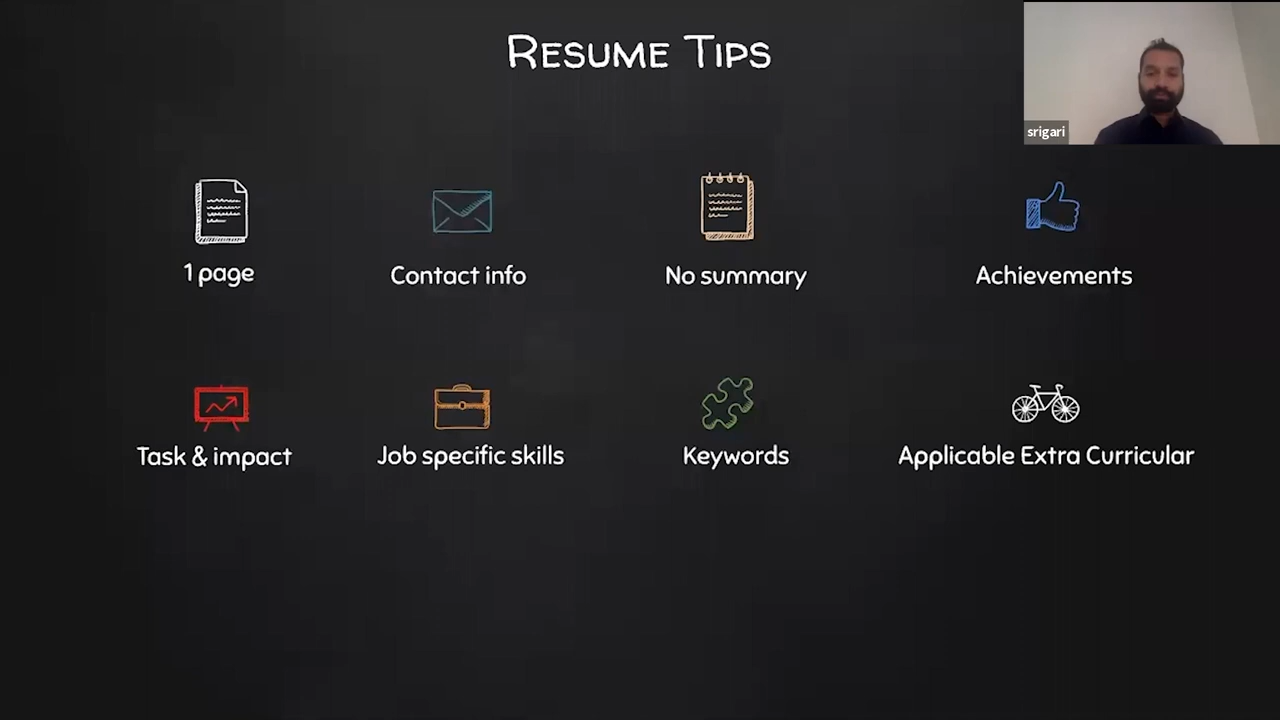 Resume Tips
srigari
1 page
Contact info
No summary
Achievements
Task & impact
Job specific skills
Keywords
Applicable Extra Curricular